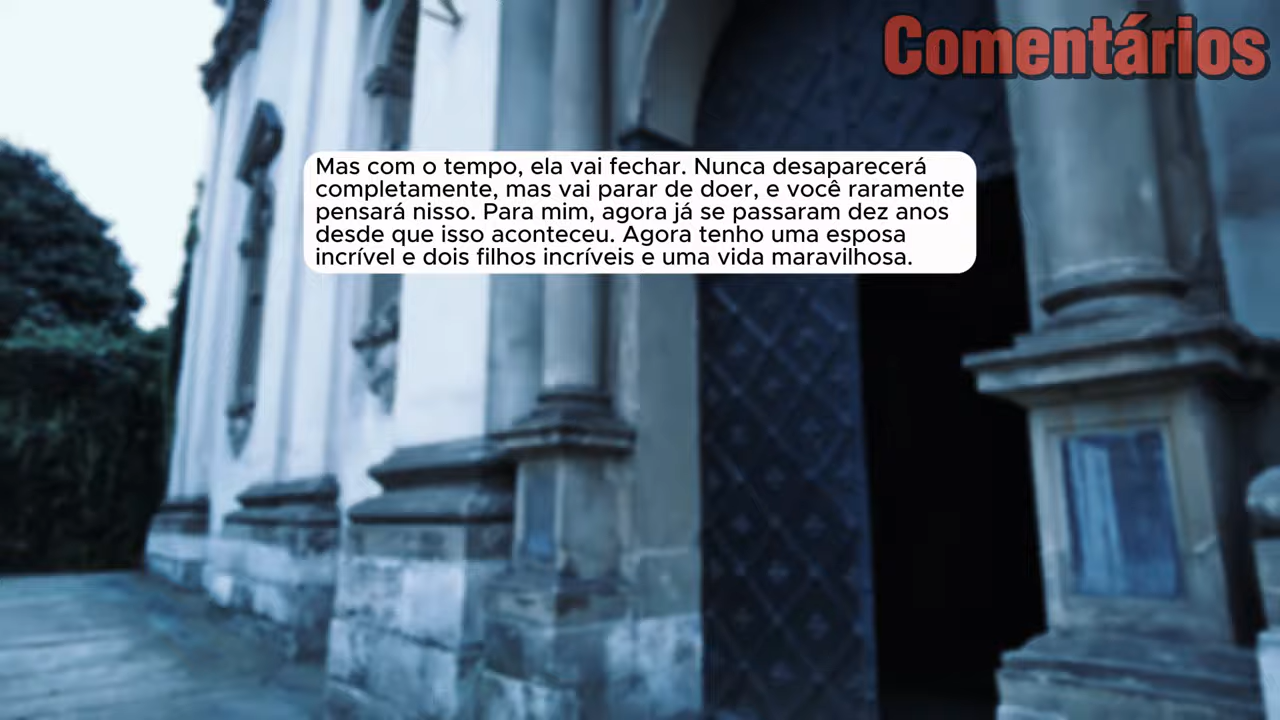 Comentários
Mas com o tempo, ela vai fechar. Nunca desaparecerá
completamente, mas vai parar de doer, e você raramente
pensará nisso. Para mim, agora já se passaram dez anos
desde que isso aconteceu. Agora tenho uma esposa
incrível e dois filhos incríveis e uma vida maravilhosa.